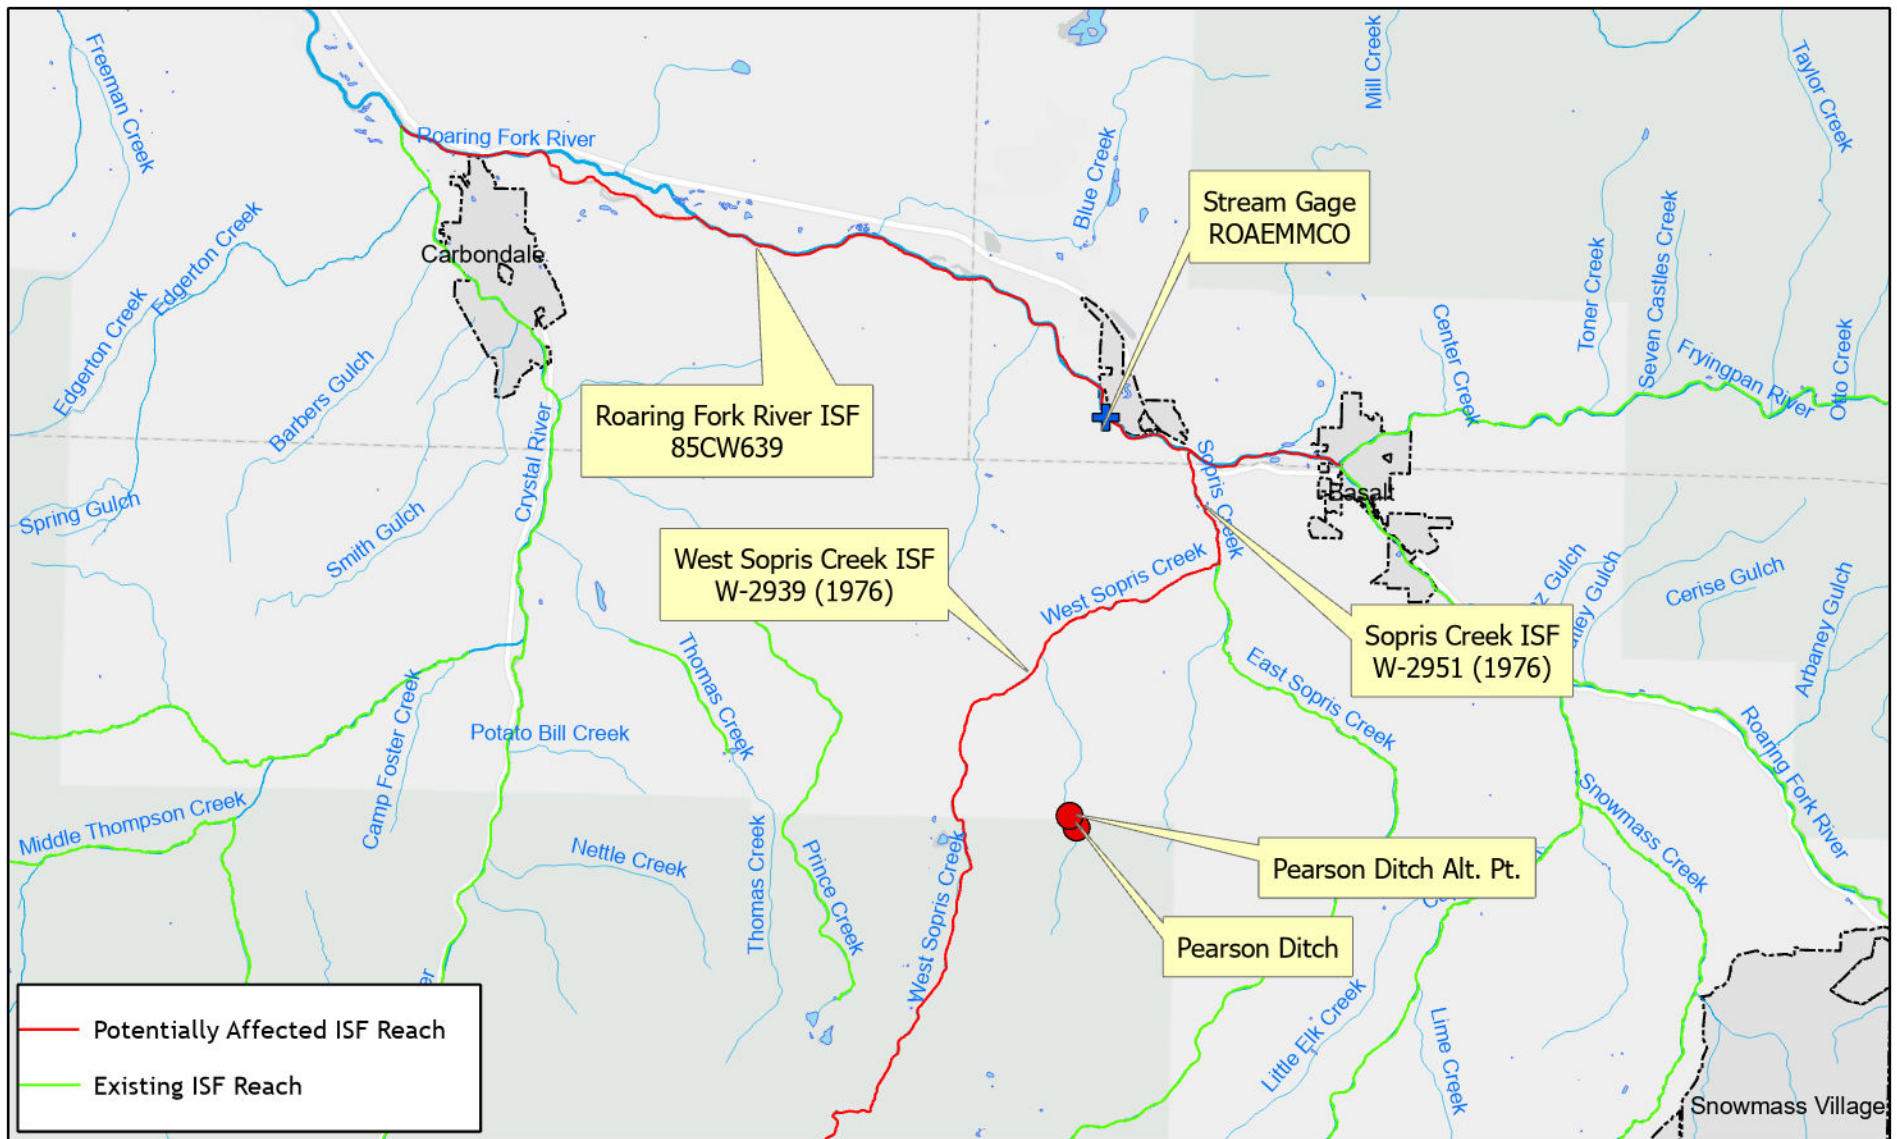 Freeman Creek
Mill Creek
Taylor Creek
Roaring Fork River
Blue Creek
Stream Gage
ROAEMMCO
Edgerton Creek
Carbondale
Edgerton Creek
Toner Creek
Seven Castles Creek
Center Creek
Fryingpan River
Otto Creek
Barbers Gulch
Roaring Fork River ISF
85CW639
Crystal River
Sopris Creek
Basalt
Spring Gulch
Smith Gulch
West Sopris Creek ISF
W-2939 (1976)
West Sopris Creek
Gulch
Gulch
Cerise Gulch
Arbaney Gulch
Sopris Creek ISF
W-2951 (1976)
Thomas Creek
East Sopris Creek
Camp Foster Creek
Potato Bill Creek
Roaring Fork River
Middle Thompson Creek
Snowmass Creek
Nettle Creek
Thomas Creek
Prince Creek
West Sopris Creek
Pearson Ditch Alt. Pt.
Pearson Ditch
Little Elk Creek
Lime Creek
Potentially Affected ISF Reach
Existing ISF Reach
Snowmass Village